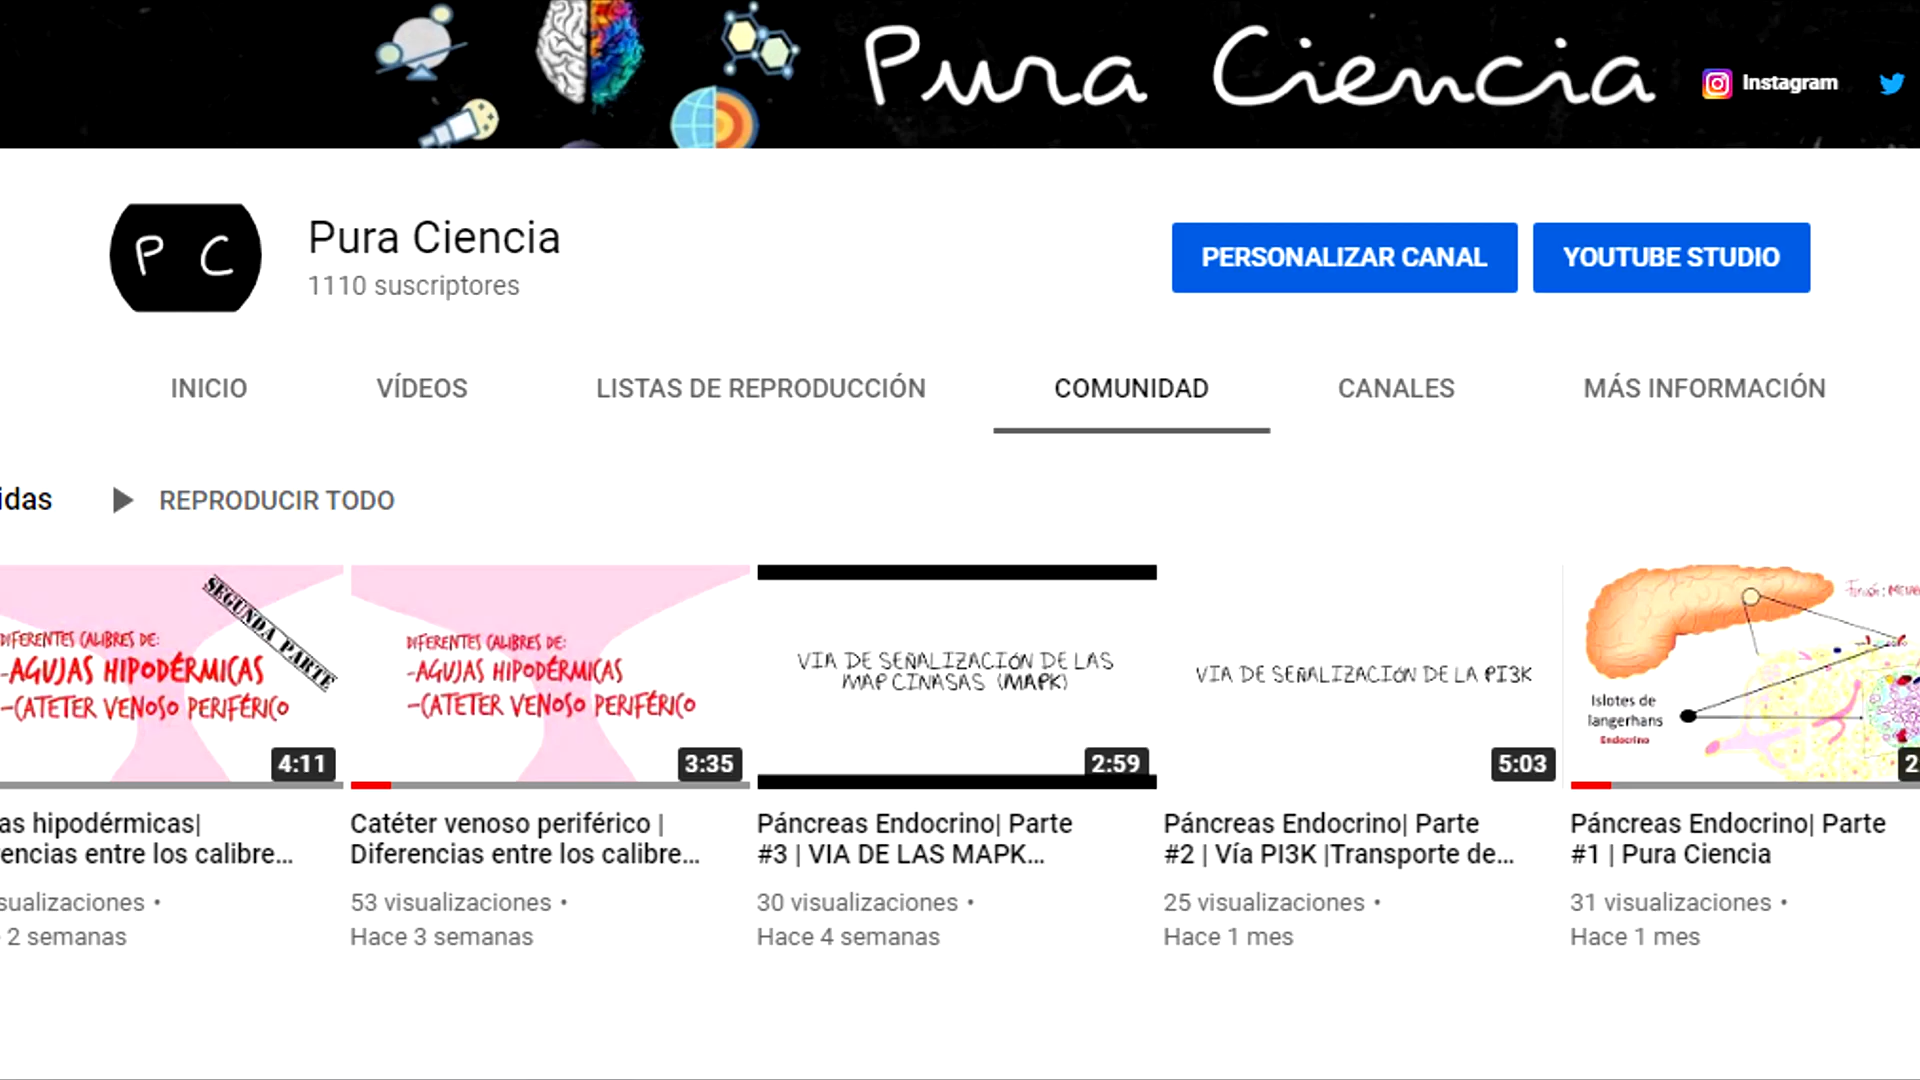 Pura Ciencia
Instagram
P C
Pura Ciencia
1110 suscriptores
PERSONALIZAR CANAL
YOUTUBE STUDIO
INICIO
VÍDEOS
LISTAS DE REPRODUCCIÓN
COMUNIDAD
CANALES
MÁS INFORMACIÓN
idas
REPRODUCIR TODO
SEGUNDA PARTE
DIFERENTES CALIBRES DE:
-AGUJAS HIPODÉRMICAS
-CATETER VENOSO PERIFÉRICO
4:11
as hipodérmicas|
encias entre los calibre...
sualizaciones •
2 semanas
DIFERENTES CALIBRES DE:
-AGUJAS HIPODÉRMICAS
-CATETER VENOSO PERIFÉRICO
3:35
Catéter venoso periférico |
Diferencias entre los calibre...
53 visualizaciones •
Hace 3 semanas
VIA DE SEÑALIZACIÓN DE LAS
MAP CINASAS (MAPK)
2:59
Páncreas Endocrino| Parte
#3 | VIA DE LAS MAPK...
30 visualizaciones •
Hace 4 semanas
VIA DE SEÑALIZACIÓN DE LA PI3K
5:03
Páncreas Endocrino| Parte
#2 | Vía PI3K |Transporte de...
25 visualizaciones •
Hace 1 mes
Islotes de
langerhans
Endocrino
2
Páncreas Endocrino| Parte
#1 | Pura Ciencia
31 visualizaciones •
Hace 1 mes